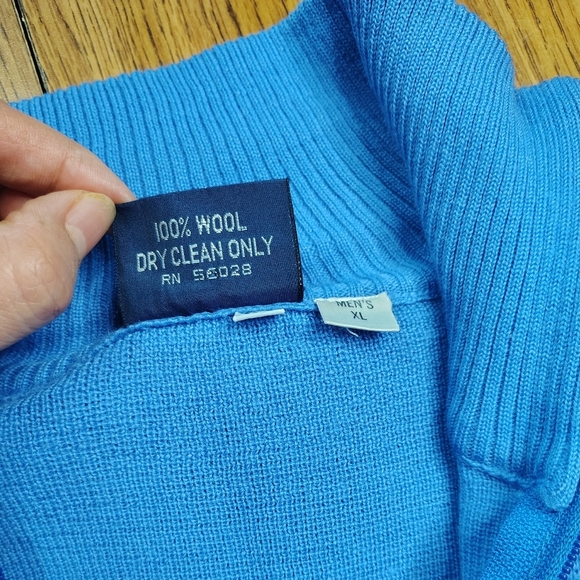 100% WOOL
DRY CLEAN ONLY
RN 56028
MEN'S
XL